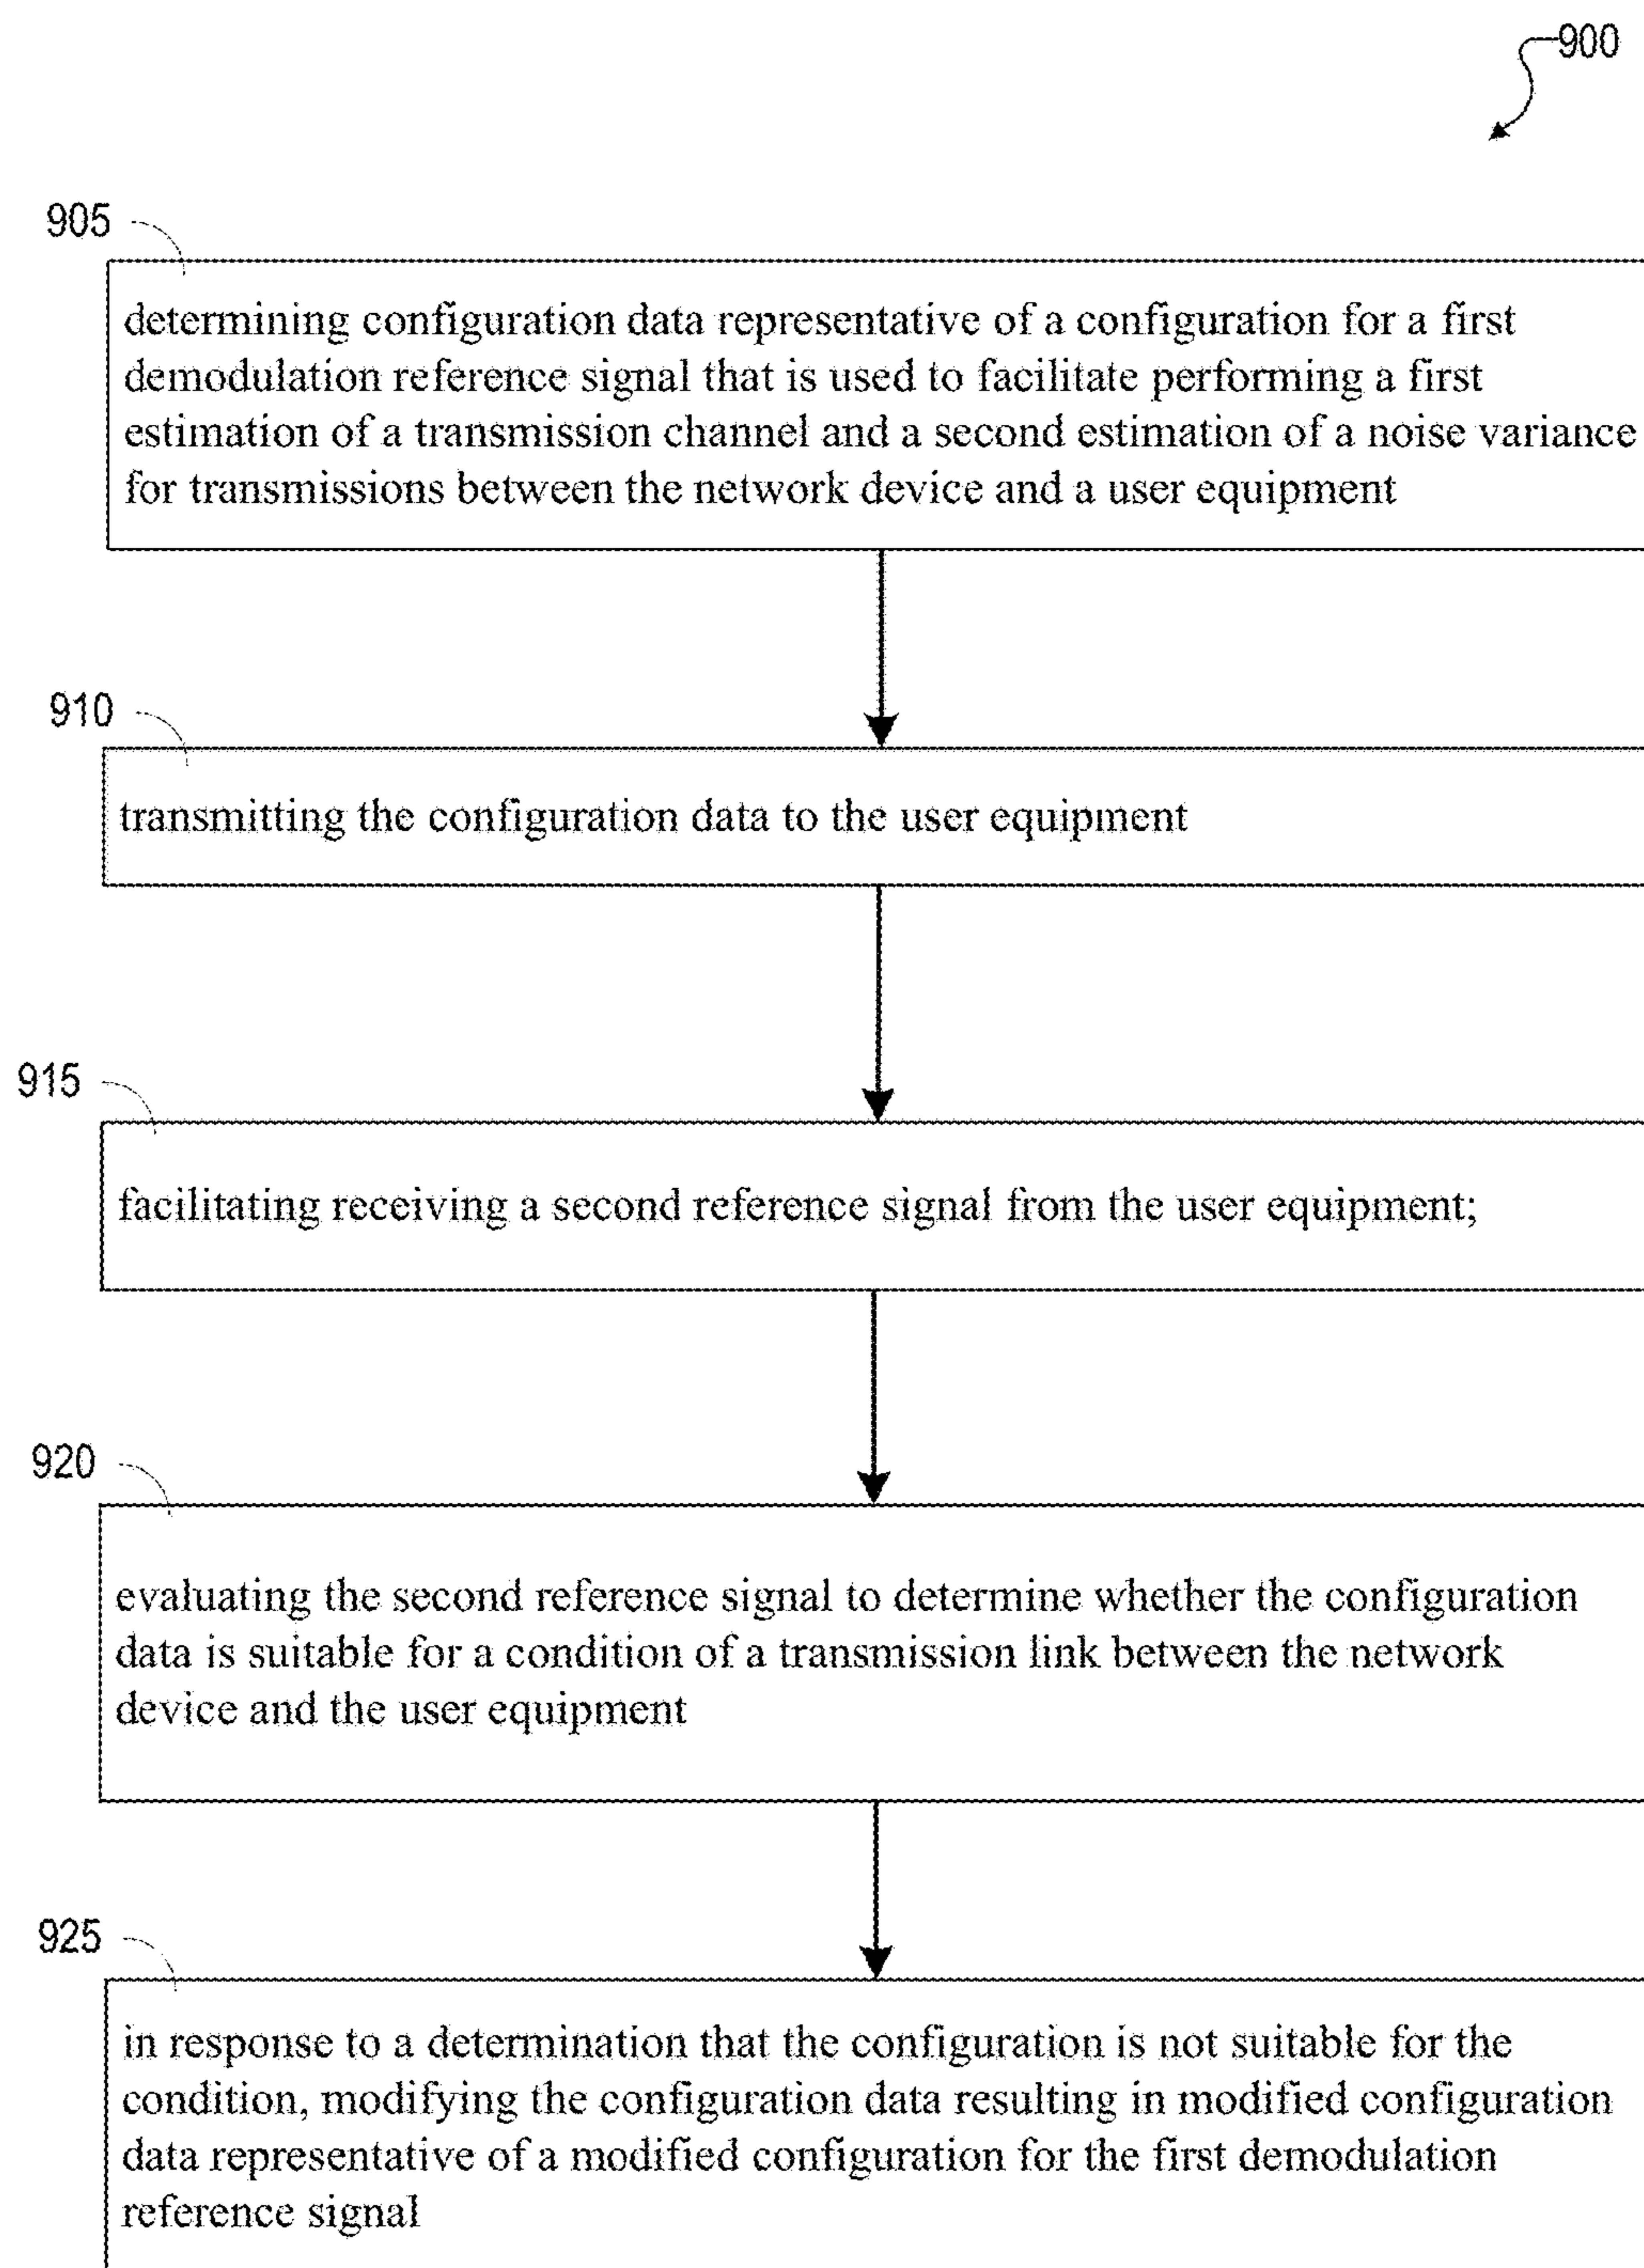 900
905
determining configuration data representative of a configuration for a first
demodulation reference signal that is used to facilitate performing a first
estimation of a transmission channel and a second estimation of a noise variance
for transmissions between the network device and a user equipment
910
transmitting the configuration data to the user equipment
915
facilitating receiving a second reference signal from the user equipment;
920
evaluating the second reference signal to determine whether the configuration
data is suitable for a condition of a transmission link between the network
device and the user equipment
925
in response to a determination that the configuration is not suitable for the
condition, modifying the configuration data resulting in modified configuration
data representative of a modified configuration for the first demodulation
reference signal